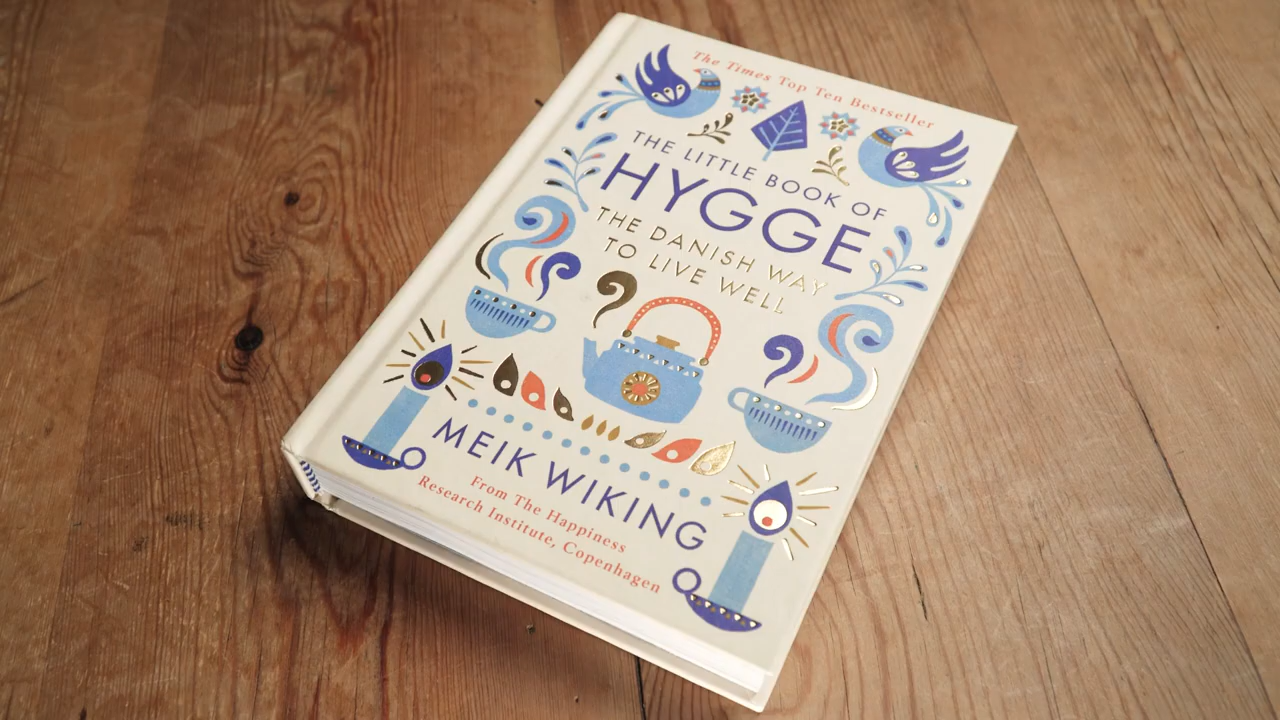 The Times Top Ten Bestseller
THE LITTLE BOOK OF
HYGGE
THE DANISH WAY
TO LIVE WELL
MEIK WIKING
From The Happiness
Research Institute, Copenhagen